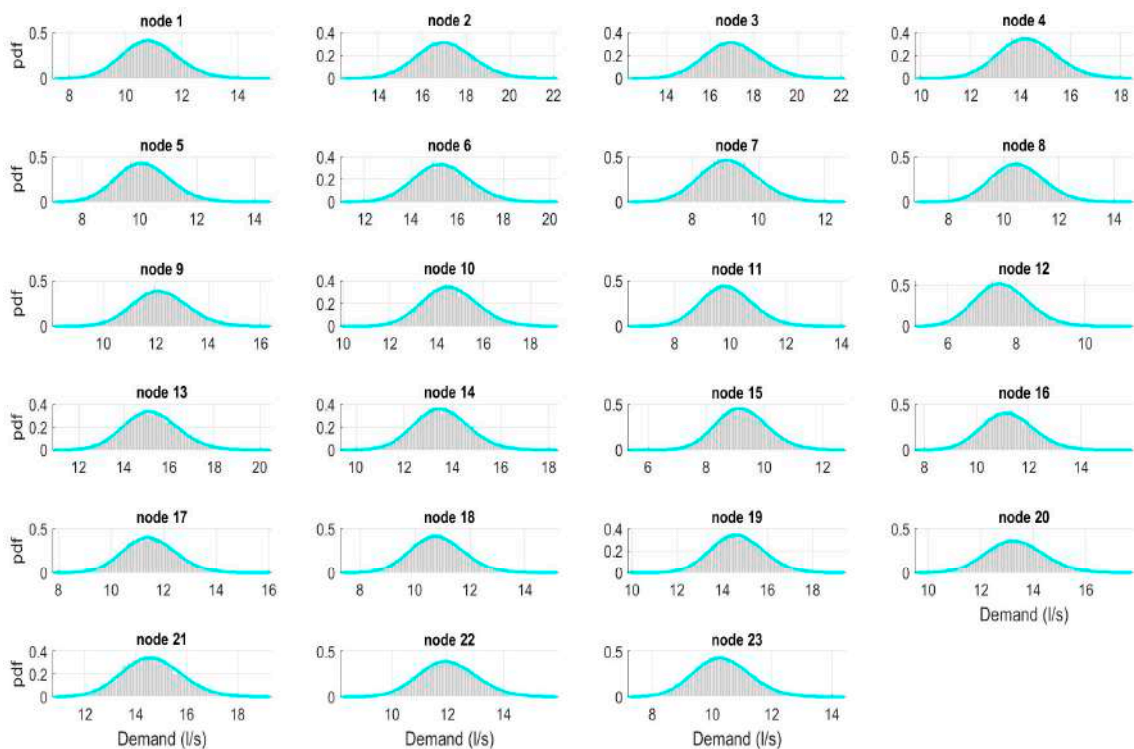 node 1
node 2
node 3
node 4
pdf
0.5
0
8 10 12 14
0.4
0.2
0
14 16 18 20 22
0.4
0.2
0
14 16 18 20 22
0.4
0.2
0
10 12 14 16 18
node 5
node 6
node 7
node 8
pdf
0.5
0
8 10 12 14
0.4
0.2
0
12 14 16 18 20
0.5
0
8 10 12
0.5
0
8 10 12 14
node 9
node 10
node 11
node 12
pdf
0.5
0
10 12 14 16
0.4
0.2
0
10 12 14 16 18
0.5
0
8 10 12 14
0.5
0
6 8 10
node 13
node 14
node 15
node 16
pdf
0.4
0.2
0
12 14 16 18 20
0.4
0.2
0
10 12 14 16 18
0.5
0
6 8 10 12
0.5
0
8 10 12 14
node 17
node 18
node 19
node 20
pdf
0.5
0
8 10 12 14 16
0.5
0
8 10 12 14
0.4
0.2
0
10 12 14 16 18
0.5
0
10 12 14 16
Demand (l/s)
node 21
node 22
node 23
pdf
0.4
0.2
0
12 14 16 18
Demand (l/s)
0.5
0
10 12 14
Demand (l/s)
0.5
0
8 10 12 14
Demand (l/s)